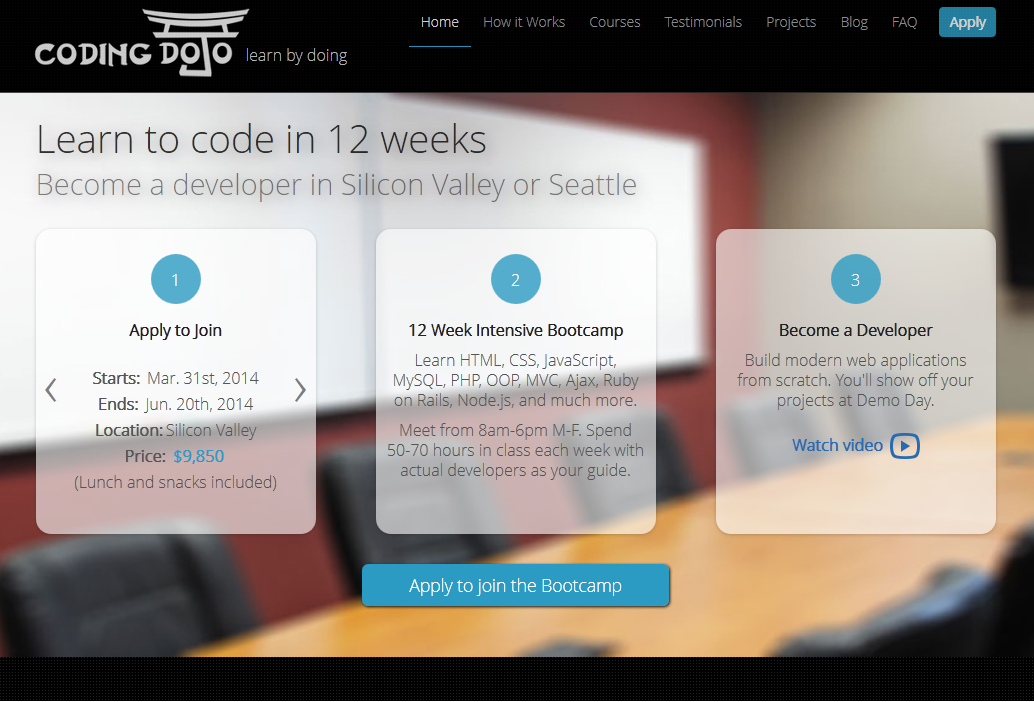 CODING DOJO learn by doing
Home How it Works Courses Testimonials Projects Blog FAQ Apply
Learn to code in 12 weeks
Become a developer in Silicon Valley or Seattle
1
Apply to Join
Starts: Mar. 31st, 2014
Ends: Jun. 20th, 2014
Location: Silicon Valley
Price: $9,850
(Lunch and snacks included)
2
12 Week Intensive Bootcamp
Learn HTML, CSS, JavaScript,
MySQL, PHP, OOP, MVC, Ajax, Ruby
on Rails, Node.js, and much more.
Meet from 8am-6pm M-F. Spend
50-70 hours in class each week with
actual developers as your guide.
3
Become a Developer
Build modern web applications
from scratch. You'll show off your
projects at Demo Day.
Watch video
Apply to join the Bootcamp